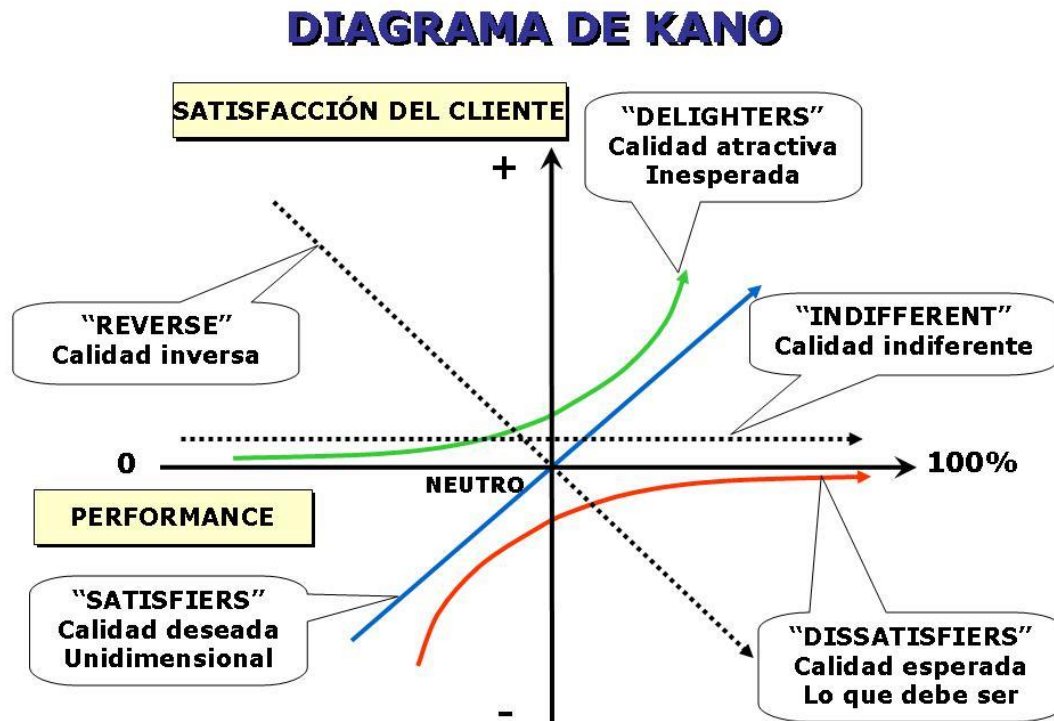 DIAGRAMA DE KANO
SATISFACCIÓN DEL CLIENTE
"DELIGHTERS"
Calidad atractiva
Inesperada
+
"REVERSE"
Calidad inversa
"INDIFFERENT"
Calidad indiferente
0
100%
NEUTRO
PERFORMANCE
"SATISFIERS"
Calidad deseada
Unidimensional
"DISSATISFIERS"
Calidad esperada
Lo que debe ser
-